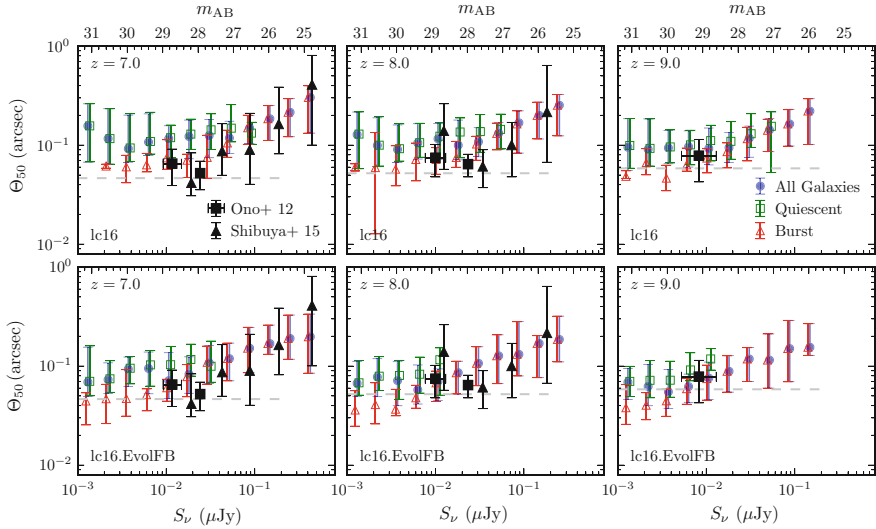 m_AB m_AB m_AB
31 30 29 28 27 26 25 31 30 29 28 27 26 25 31 30 29 28 27 26 25
10^0 z = 7.0 z = 8.0 z = 9.0
10^−1
Θ_50 (arcsec)
All Galaxies
Ono+ 12 Quiescent
Shibuya+ 15 Burst
10^−2 lc16 lc16 lc16
10^0 z = 7.0 z = 8.0 z = 9.0
10^−1
Θ_50 (arcsec)
10^−2 lc16.EvolFB lc16.EvolFB lc16.EvolFB
10^−3 10^−2 10^−1 10^−3 10^−2 10^−1 10^−3 10^−2 10^−1 10^0
S_ν (μJy) S_ν (μJy) S_ν (μJy)